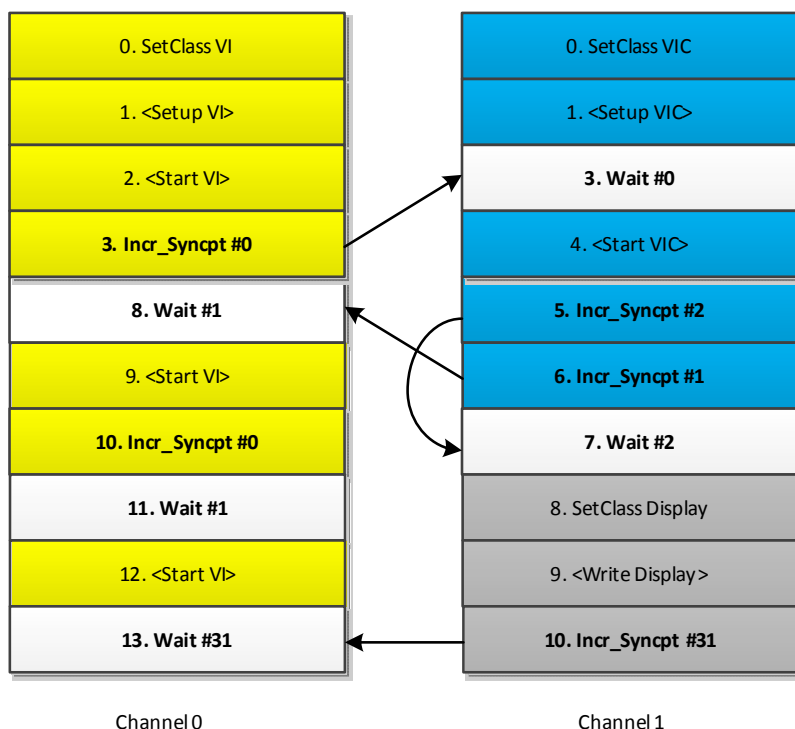 0. SetClass VI
1. <Setup VI>
2. <Start VI>
3. Incr_Syncpt #0
8. Wait #1
9. <Start VI>
10. Incr_Syncpt #0
11. Wait #1
12. <Start VI>
13. Wait #31
Channel 0
0. SetClass VIC
1. <Setup VIC>
3. Wait #0
4. <Start VIC>
5. Incr_Syncpt #2
6. Incr_Syncpt #1
7. Wait #2
8. SetClass Display
9. <Write Display>
10. Incr_Syncpt #31
Channel 1